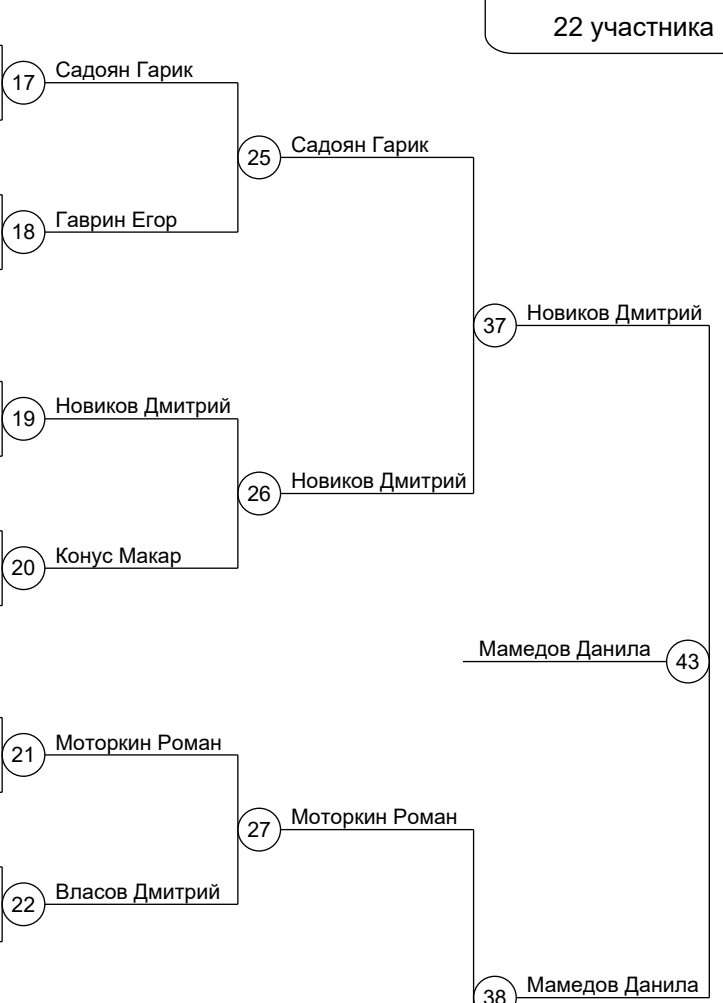 22 участника
17 Садоян Гарик
25 Садоян Гарик
18 Гаврин Егор
37 Новиков Дмитрий
19 Новиков Дмитрий
26 Новиков Дмитрий
20 Конус Макар
Мамедов Данила 43
21 Моторкин Роман
27 Моторкин Роман
22 Власов Дмитрий
38 Мамедов Данила